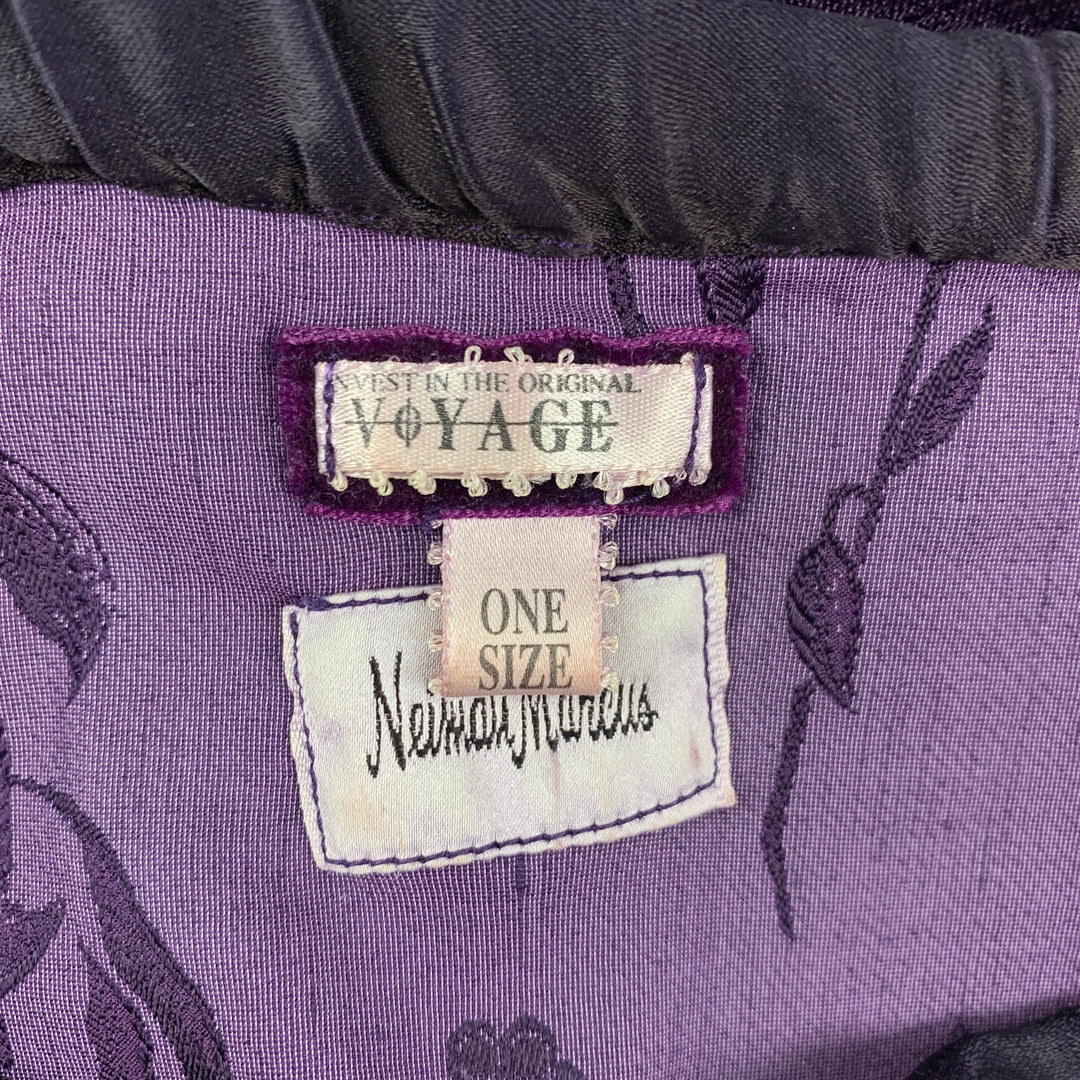 NVEST IN THE ORIGINAL
VOYAGE
ONE
SIZE
Neiman Marcus